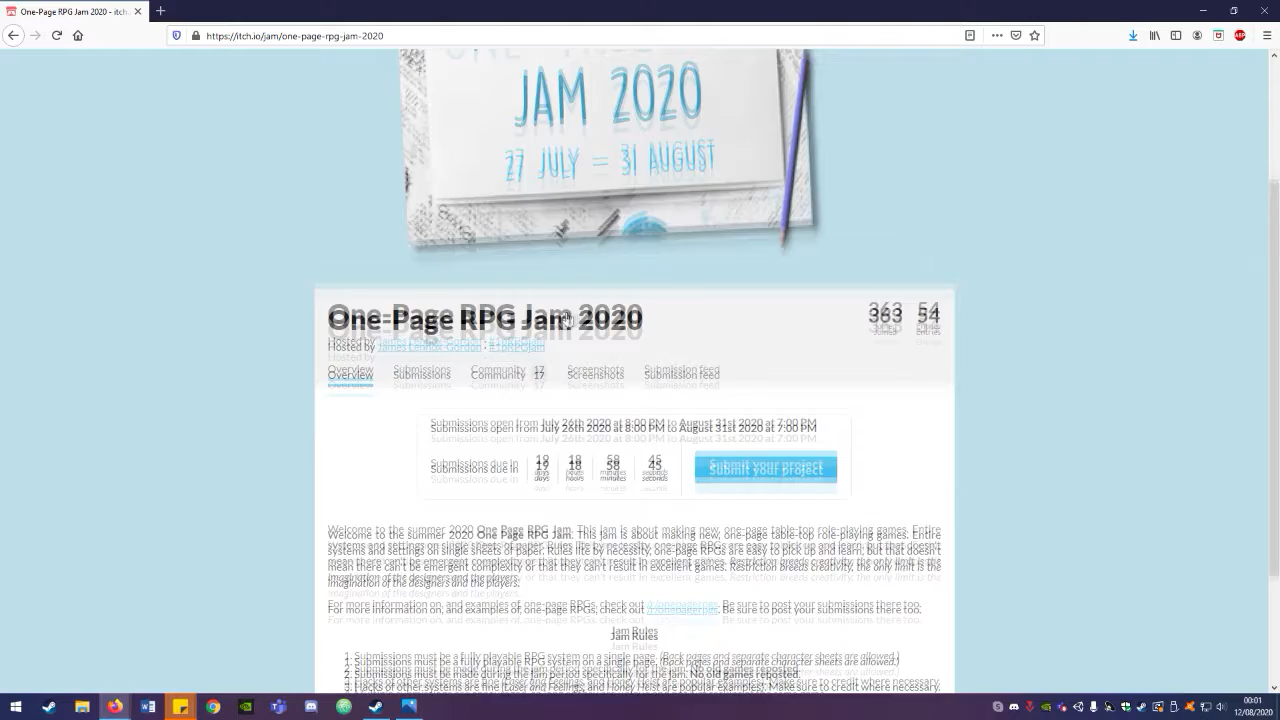 One-Page RPG Jam 2020 - itch.
https://itch.io/jam/one-page-rpg-jam-2020
JAM 2020
27 JULY = 31 AUGUST
One-Page RPG Jam 2020
363 54
Hosted by James Lennox-Gordon · #1pRPGJam
Overview Submissions Community 17 Screenshots Submission feed
Submissions open from July 26th 2020 at 8:00 PM to August 31st 2020 at 7:00 PM
Submissions due in 19 days 18 hours 58 minutes 45 seconds
Submit your project
Welcome to the summer 2020 One Page RPG Jam. This jam is about making new, one-page table-top role-playing games. Entire
systems and settings on single sheets of paper. Rules lite by necessity, one-page RPGs are easy to pick up and learn, but that doesn't
mean there can't be emergent complexity or that they can't result in excellent games. Restriction breeds creativity, the only limit is the
imagination of the designers and the players.
For more information on, and examples of, one-page RPGs, check out /r/onepagerpgs. Be sure to post your submissions there too.
Jam Rules
1. Submissions must be a fully playable RPG system on a single page. (Back pages and separate character sheets are allowed.)
2. Submissions must be made during the jam period specifically for the jam. No old games reposted.
3. Hacks of other systems are fine (Laser and Feelings, and Honey Heist are popular examples). Make sure to credit where necessary.
00:01
12/08/2020